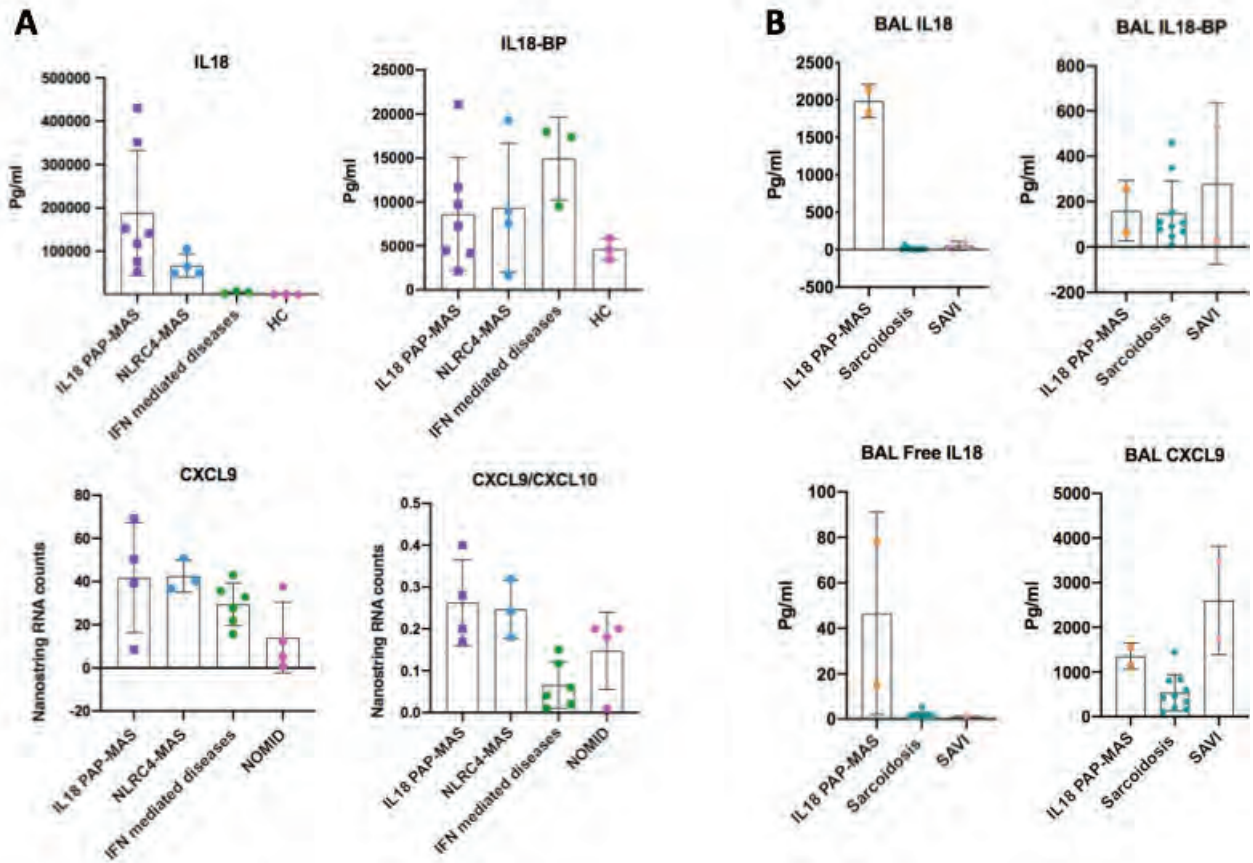 A
IL18
500000
400000
300000
200000
100000
Pg/ml
IL18 PAP-MAS
NLRC4-MAS
IFN mediated diseases
HC
IL18-BP
25000
20000
15000
10000
5000
0
Pg/ml
IL18 PAP-MAS
NLRC4-MAS
IFN mediated diseases
HC
B
BAL IL18
2500
2000
1500
1000
500
0
-500
Pg/ml
IL18 PAP-MAS
Sarcoidosis
SAVI
BAL IL18-BP
800
600
400
200
0
-200
Pg/ml
IL18 PAP-MAS
Sarcoidosis
SAVI
CXCL9
80
60
40
20
0
-20
Nanostring RNA counts
IL18 PAP-MAS
NLRC4-MAS
IFN mediated diseases
NOMID
CXCL9/CXCL10
0.5
0.4
0.3
0.2
0.1
0.0
Nanostring RNA counts
IL18 PAP-MAS
NLRC4-MAS
IFN mediated diseases
NOMID
BAL Free IL18
100
80
60
40
20
0
Pg/ml
IL18 PAP-MAS
Sarcoidosis
SAVI
BAL CXCL9
5000
4000
3000
2000
1000
0
Pg/ml
IL18 PAP-MAS
Sarcoidosis
SAVI